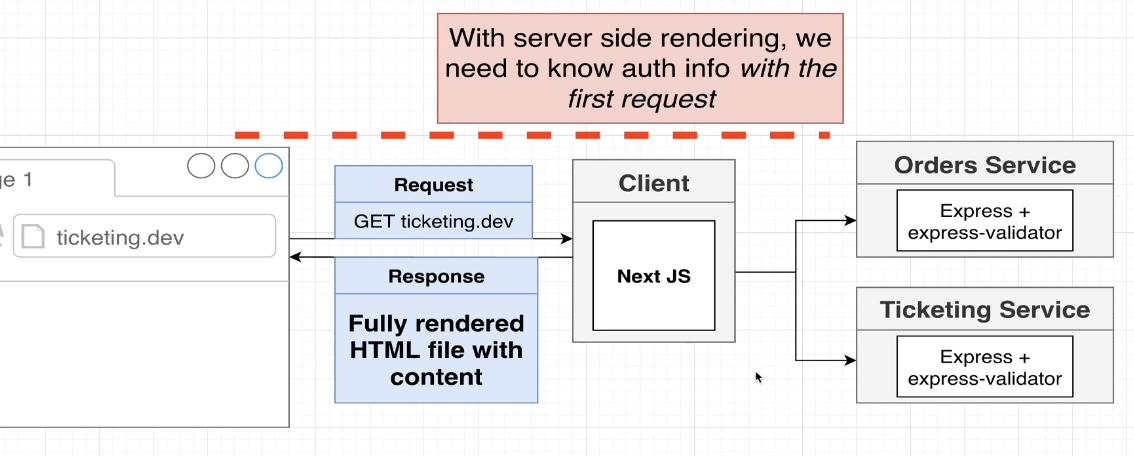 With server side rendering, we
need to know auth info with the
first request
ge 1
ticketing.dev
Request
GET ticketing.dev
Response
Fully rendered
HTML file with
content
Client
Next JS
Orders Service
Express +
express-validator
Ticketing Service
Express +
express-validator